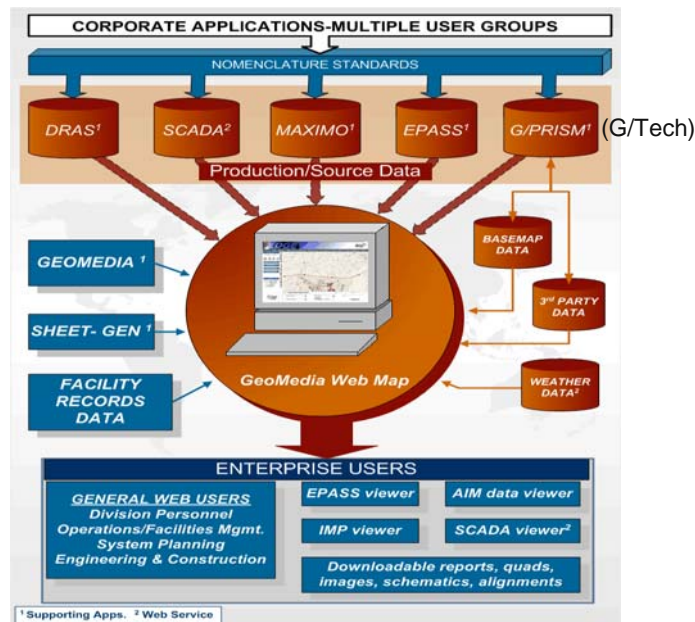 CORPORATE APPLICATIONS-MULTIPLE USER GROUPS
NOMENCLATURE STANDARDS
DRAS¹
SCADA²
MAXIMO¹
EPASS¹
G/PRISM¹
(G/Tech)
Production/Source Data
BASEMAP
DATA
3rd PARTY
DATA
WEATHER
DATA²
GEOMEDIA ¹
SHEET- GEN ¹
FACILITY
RECORDS
DATA
GeoMedia Web Map
ENTERPRISE USERS
GENERAL WEB USERS
Division Personnel
Operations/Facilities Mgmt.
System Planning
Engineering & Construction
EPASS viewer
AIM data viewer
IMP viewer
SCADA viewer²
Downloadable reports, quads,
images, schematics, alignments
¹ Supporting Apps. ² Web Service